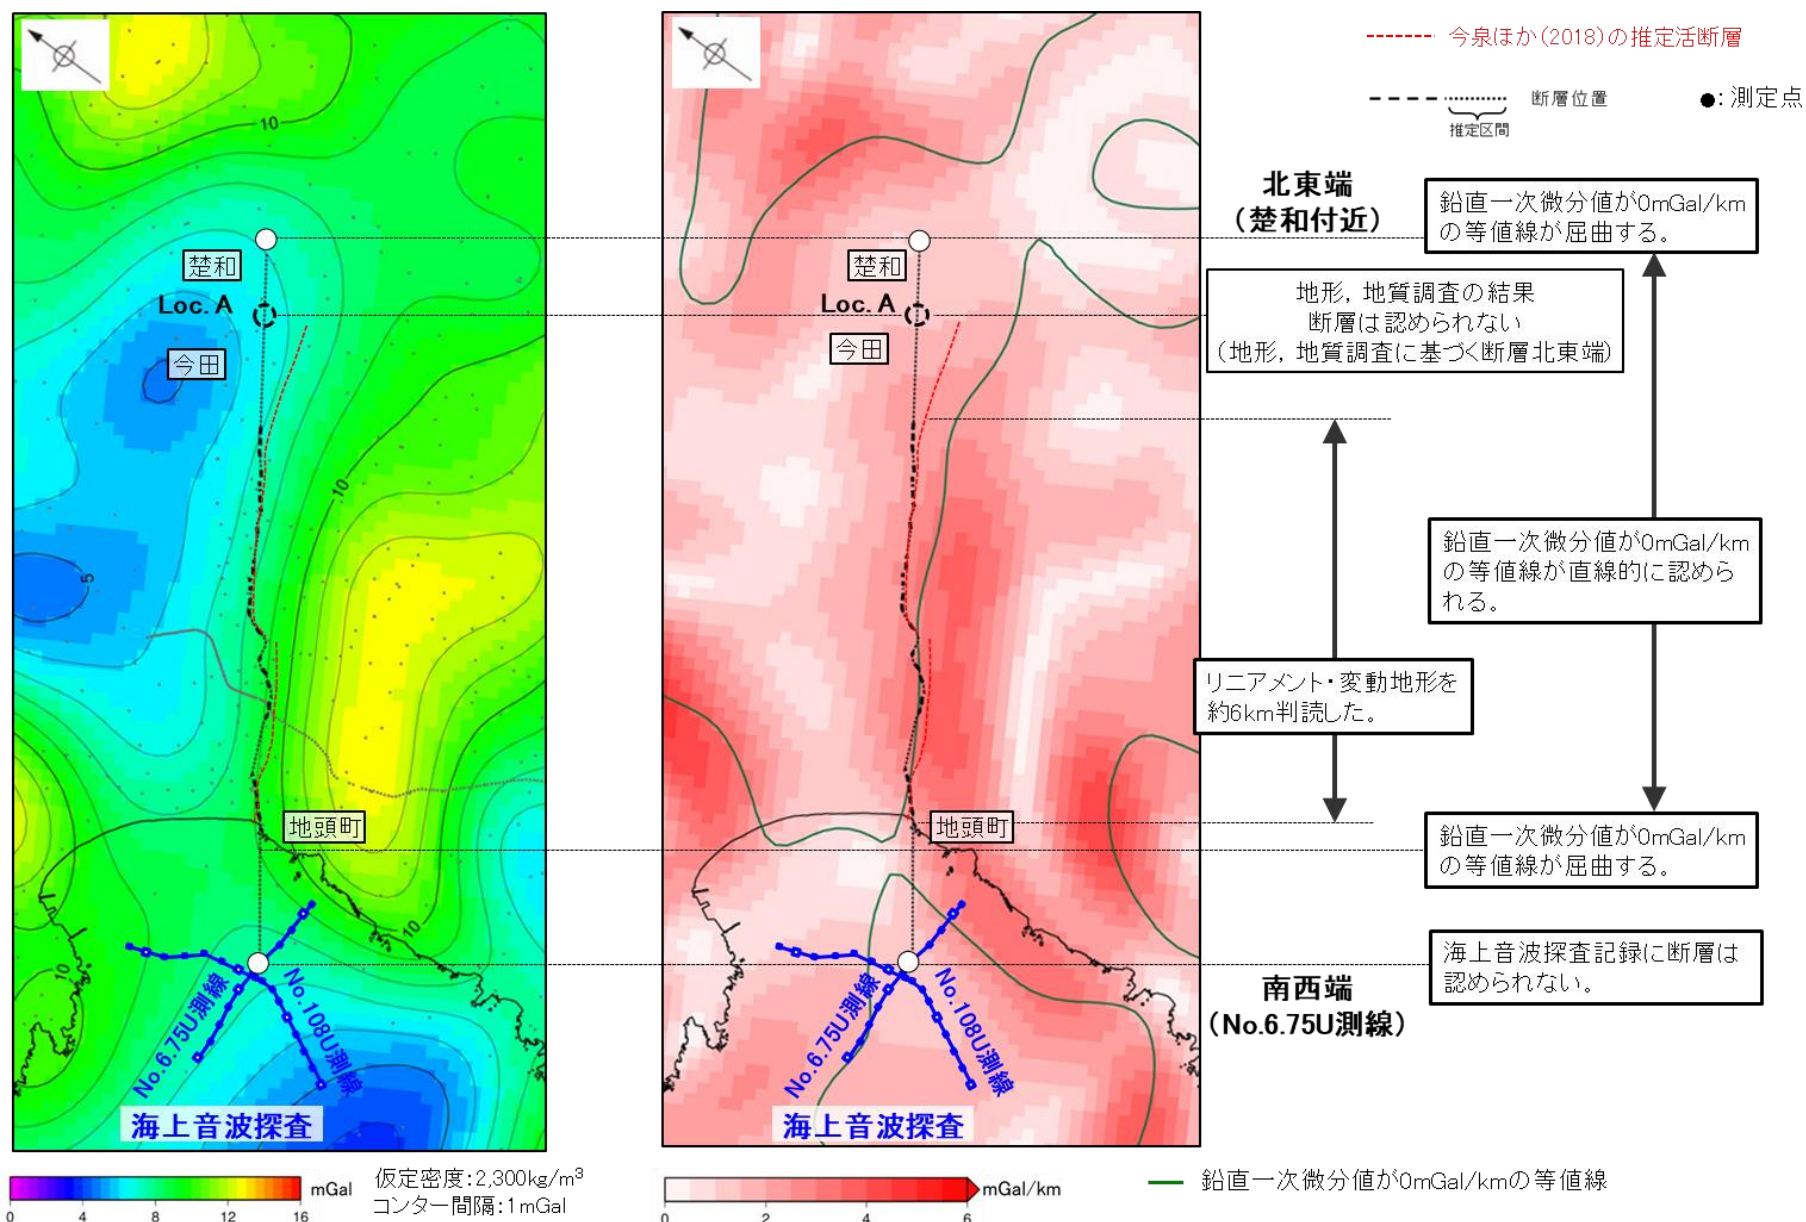 今泉ほか(2018)の推定活断層
断層位置
●:測定点
推定区間
10
楚和
Loc. A
今田
10
5
地頭町
10
10
No.6.75U測線
No.108U測線
海上音波探査
mGal
0 4 8 12 16
仮定密度:2,300kg/m³
コンター間隔:1mGal
楚和
Loc. A
今田
地頭町
No.6.75U測線
No.108U測線
海上音波探査
mGal/km
0 2 4 6
鉛直一次微分値が0mGal/kmの等値線
北東端
(楚和付近)
鉛直一次微分値が0mGal/km
の等値線が屈曲する。
地形,地質調査の結果
断層は認められない
(地形,地質調査に基づく断層北東端)
鉛直一次微分値が0mGal/km
の等値線が直線的に認めら
れる。
リニアメント・変動地形を
約6km判読した。
鉛直一次微分値が0mGal/km
の等値線が屈曲する。
海上音波探査記録に断層は
認められない。
南西端
(No.6.75U測線)